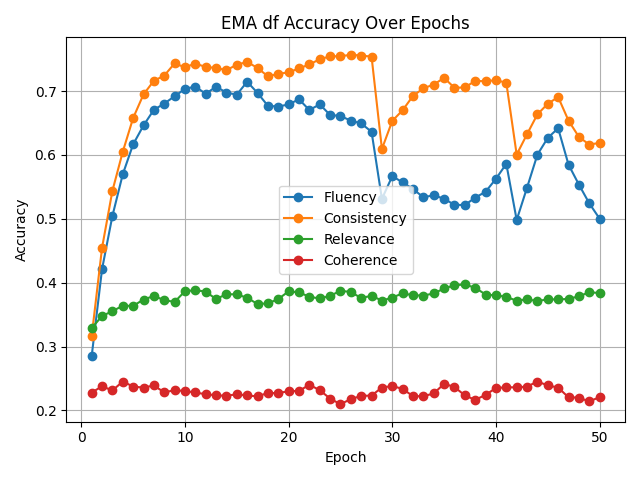 EMA df Accuracy Over Epochs
Accuracy
0.7
0.6
0.5
0.4
0.3
0.2
Fluency
Consistency
Relevance
Coherence
0 10 20 30 40 50
Epoch